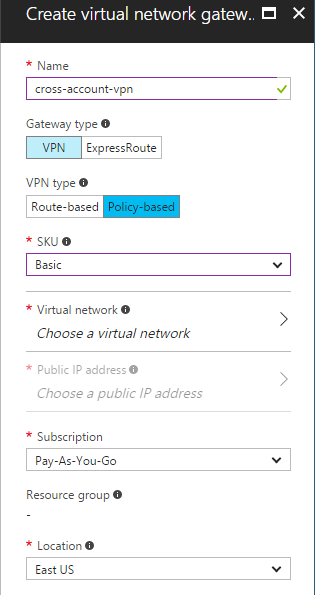 Create virtual network gatew..
* Name
cross-account-vpn
Gateway type
VPN ExpressRoute
VPN type
Route-based Policy-based
* SKU
Basic
* Virtual network
Choose a virtual network
* Public IP address
Choose a public IP address
* Subscription
Pay-As-You-Go
Resource group
-
* Location
East US